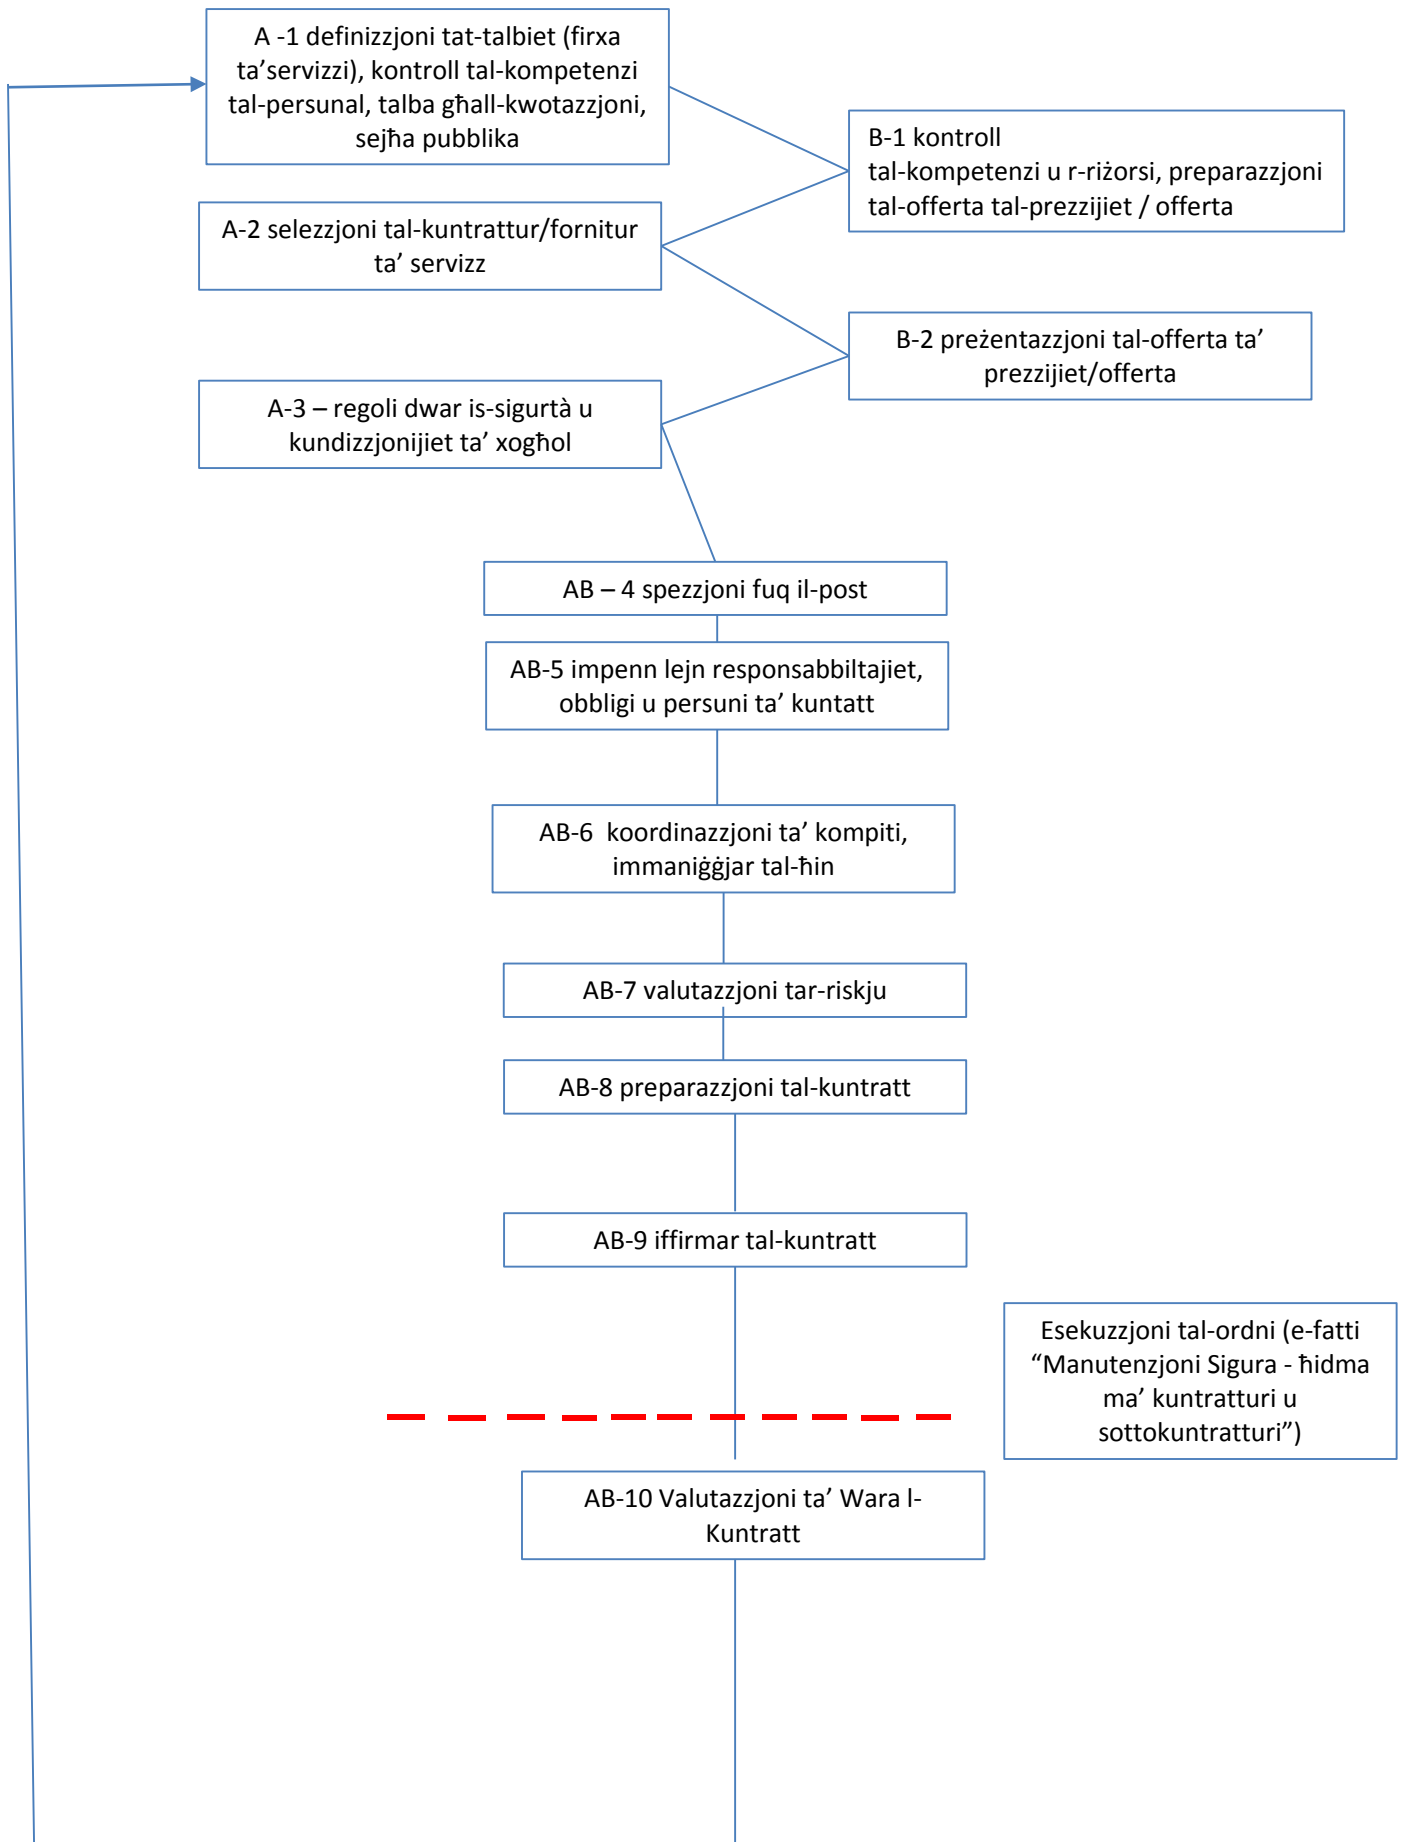 A -1 definizzjoni tat-talbiet (firxa
ta’servizzi), kontroll tal-kompetenzi
tal-persunal, talba għall-kwotazzjoni,
sejħa pubblika
B-1 kontroll
tal-kompetenzi u r-riżorsi, preparazzjoni
tal-offerta tal-prezzijiet / offerta
A-2 selezzjoni tal-kuntrattur/fornitur
ta’ servizz
B-2 preżentazzjoni tal-offerta ta’
prezzijiet/offerta
A-3 – regoli dwar is-sigurtà u
kundizzjonijiet ta’ xogħol
AB – 4 spezzjoni fuq il-post
AB-5 impenn lejn responsabbiltajiet,
obbligi u persuni ta’ kuntatt
AB-6 koordinazzjoni ta’ kompiti,
immaniġġjar tal-ħin
AB-7 valutazzjoni tar-riskju
AB-8 preparazzjoni tal-kuntratt
AB-9 iffirmar tal-kuntratt
Esekuzzjoni tal-ordni (e-fatti
“Manutenzjoni Sigura - ħidma
ma’ kuntratturi u
sottokuntratturi”)
AB-10 Valutazzjoni ta’ Wara l-
Kuntratt